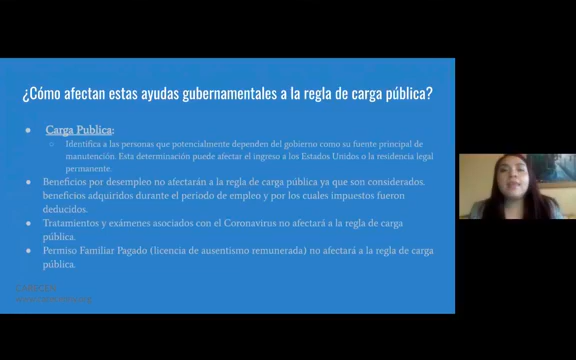 ¿Cómo afectan estas ayudas gubernamentales a la regla de carga pública?
Carga Publica:
Identifica a las personas que potencialmente dependen del gobierno como su fuente principal de
manutención. Esta determinación puede afectar el ingreso a los Estados Unidos o la residencia legal
permanente.
Beneficios por desempleo no afectarán a la regla de carga pública ya que son considerados.
beneficios adquiridos durante el periodo de empleo y por los cuales impuestos fueron
deducidos.
Tratamientos y exámenes asociados con el Coronavirus no afectará a la regla de carga
pública.
Permiso Familiar Pagado (licencia de ausentismo remunerada) no afectará a la regla de carga
pública.